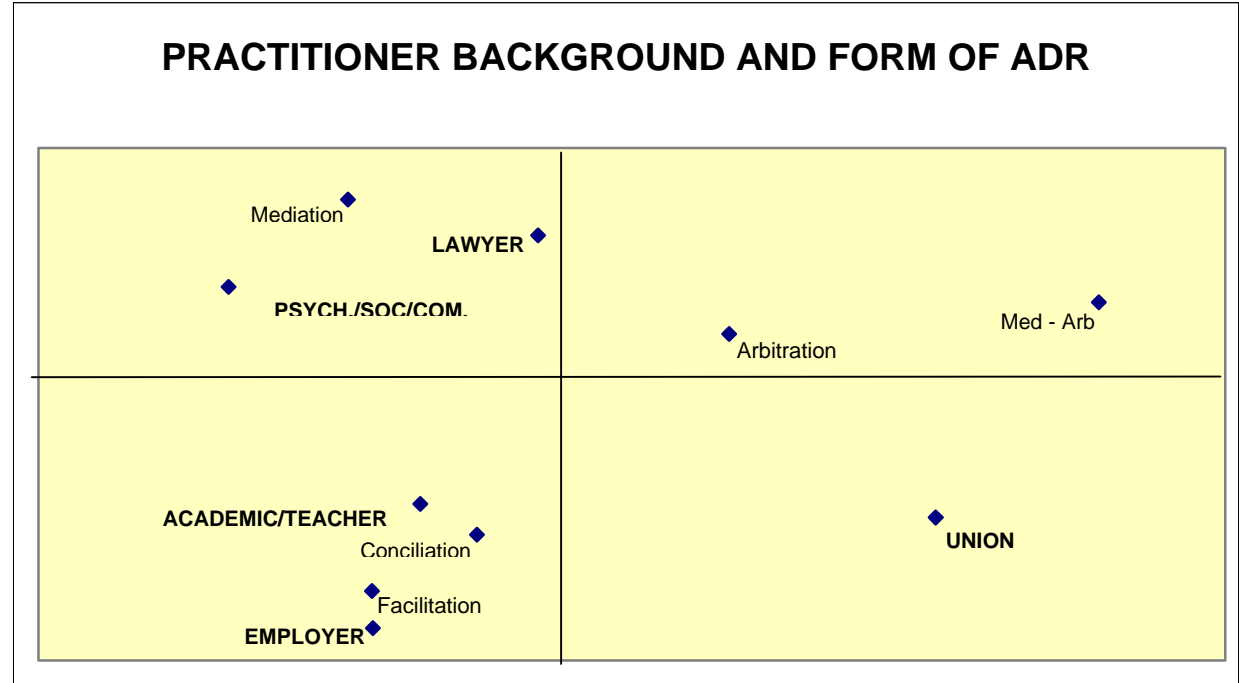 PRACTITIONER BACKGROUND AND FORM OF ADR
Mediation
LAWYER
PSYCH./SOC/COM.
Med - Arb
Arbitration
ACADEMIC/TEACHER
UNION
Conciliation
Facilitation
EMPLOYER